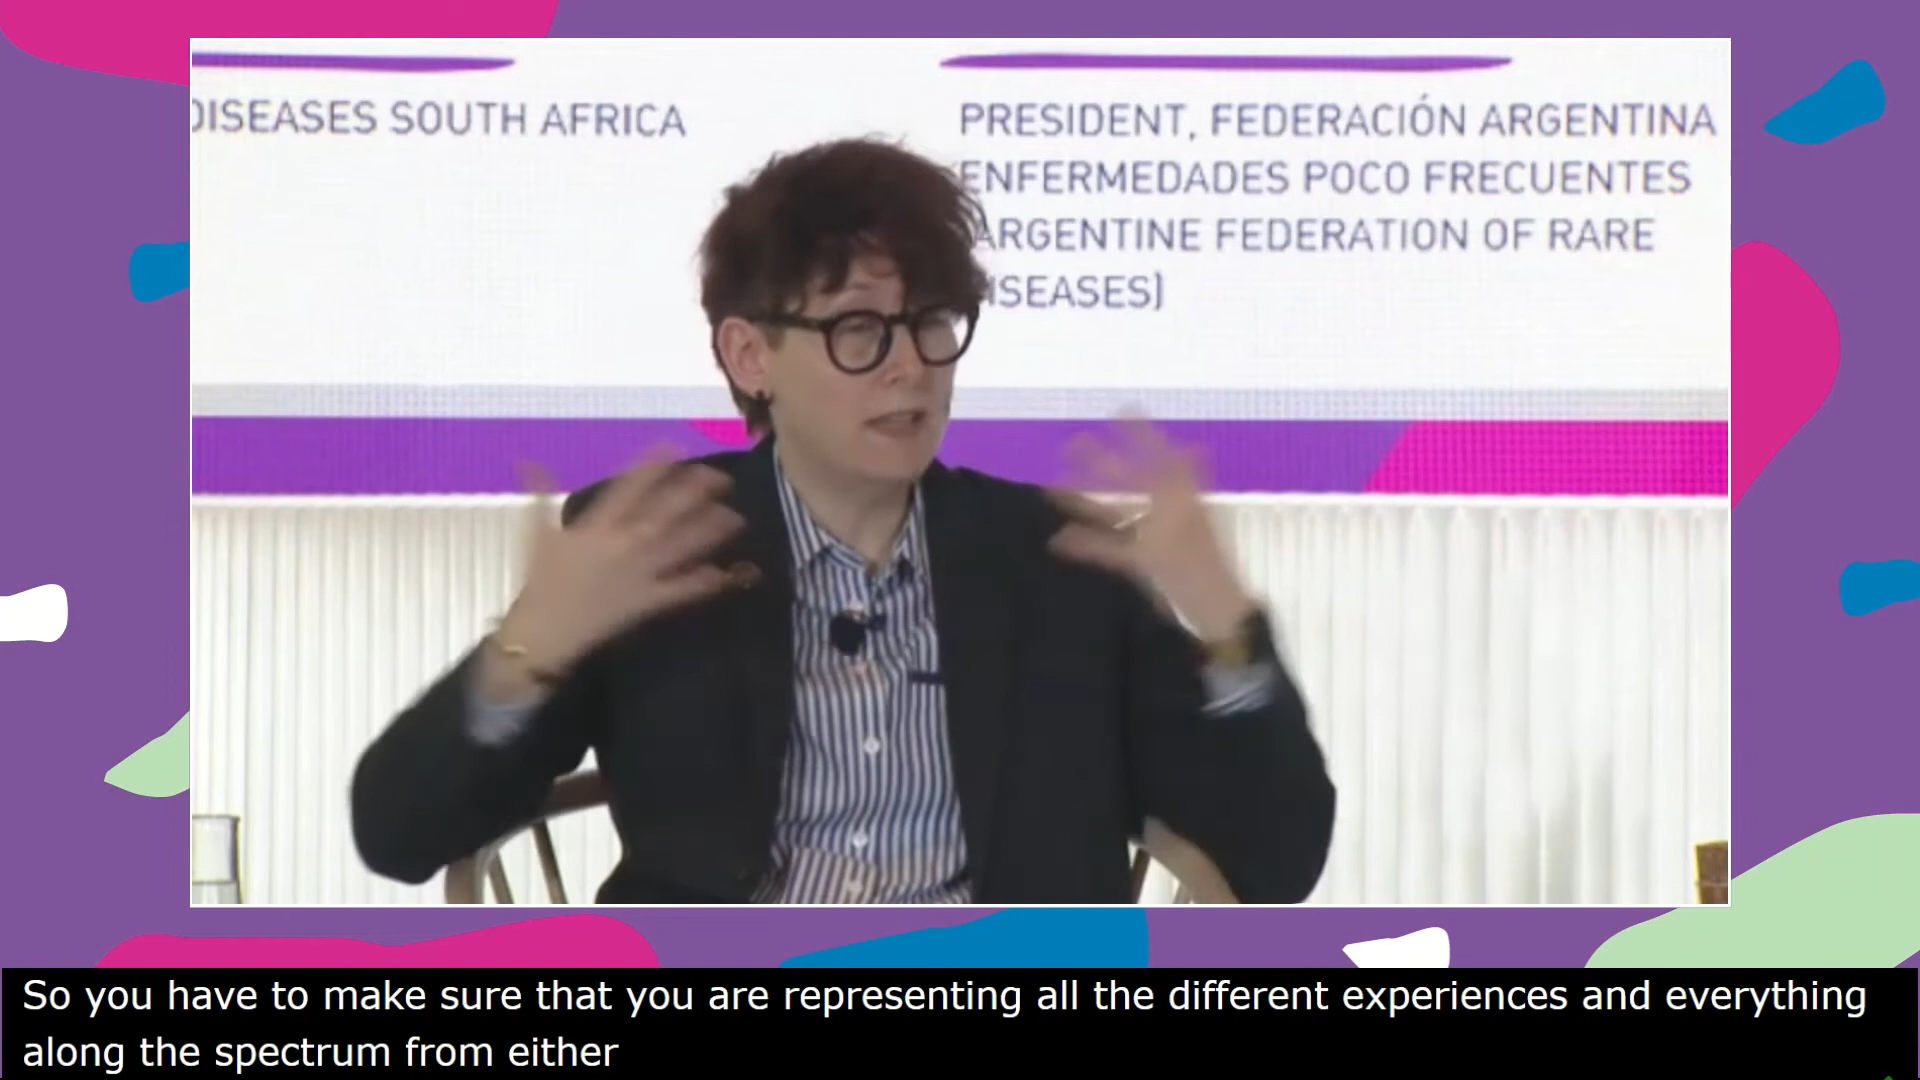 DISEASES SOUTH AFRICA
PRESIDENT, FEDERACIÓN ARGENTINA
ENFERMEDADES POCO FRECUENTES
ARGENTINE FEDERATION OF RARE
DISEASES)
So you have to make sure that you are representing all the different experiences and everything
along the spectrum from either